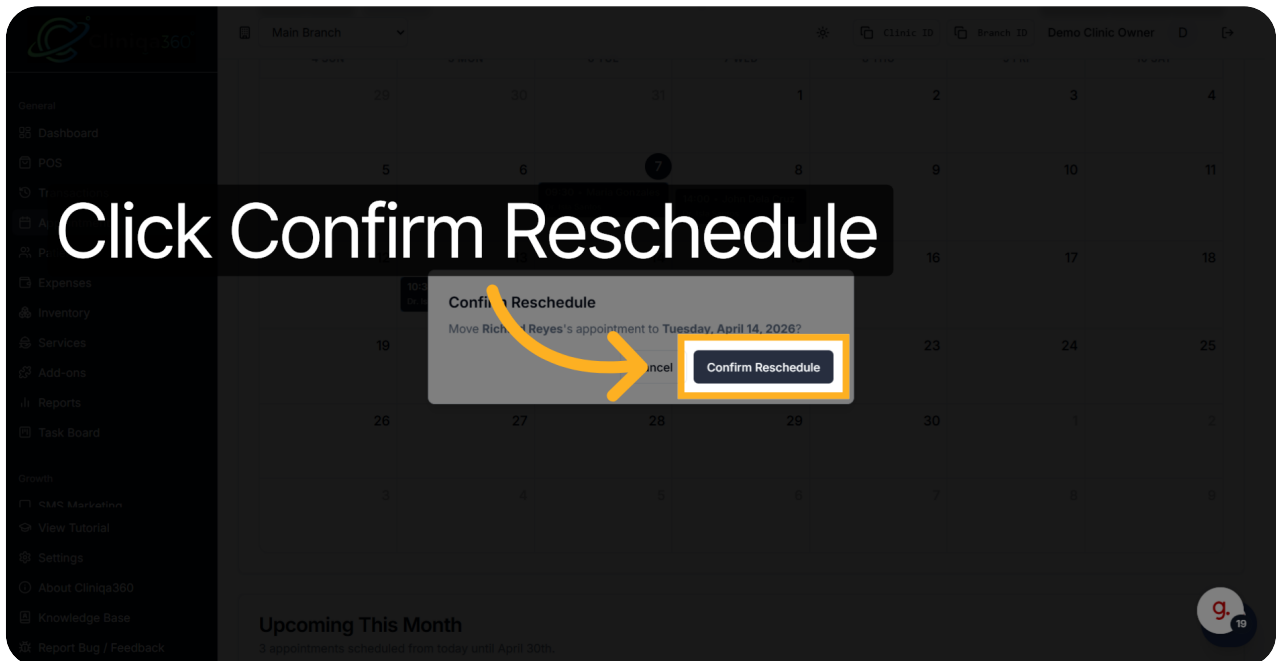 Cliniqa360
Main Branch
Clinic ID
Branch ID
Demo Clinic Owner
D
29 30 31 1 2 3 4
5 6 7 8 9 10 11
General
Dashboard
POS
Click Confirm Reschedule
16 17 18
Expenses
10:3
Confirm Reschedule
Inventory
Move Richard Reyes's appointment to Tuesday, April 14, 2026?
Services
19 23 24 25
Confirm Reschedule
Add-ons
Reports
26 27 28 29 30 1 2
Task Board
Growth
3 4 5 6 7 8 9
SMS Marketing
View Tutorial
Settings
About Cliniqa360
Knowledge Base
Report Bug / Feedback
Upcoming This Month
3 appointments scheduled from today until April 30th.
g.
19